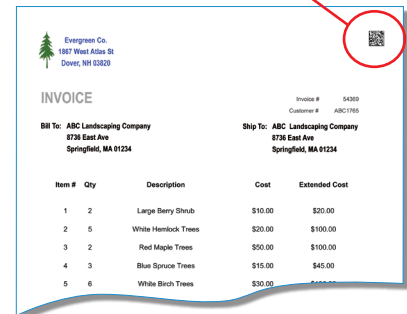 Evergreen Co.
1867 West Atlas St
Dover, NH 03820
INVOICE
Invoice # 54369
Customer # ABC1765
Bill To: ABC Landscaping Company
8736 East Ave
Springfield, MA 01234
Ship To: ABC Landscaping Company
8736 East Ave
Springfield, MA 01234
Item # Qty Description Cost Extended Cost
1 2 Large Berry Shrub $10.00 $20.00
2 5 White Hemlock Trees $20.00 $100.00
3 2 Red Maple Trees $50.00 $100.00
4 3 Blue Spruce Trees $15.00 $45.00
5 6 White Birch Trees $30.00